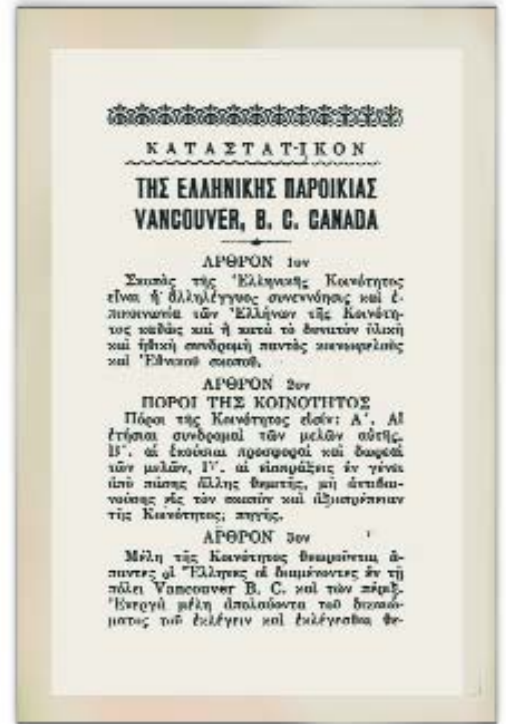 ΚΑΤΑΣΤΑΤΙΚΟΝ
ΤΗΣ ΕΛΛΗΝΙΚΗΣ ΠΑΡΟΙΚΙΑΣ
VANCOUVER, B. C. CANADA
ΑΡΘΡΟΝ 1ον
Σκοπὸς τῆς Ἑλληνικῆς Κοινότητος
εἶναι ἡ ἀλληλέγγυος συνεννόησις καὶ ἐ-
πικοινωνία τῶν Ἑλλήνων τῆς Κοινότη-
τος καθὼς καὶ ἡ κατὰ τὸ δυνατὸν ὑλικὴ
καὶ ἠθικὴ συνδρομὴ παντὸς κοινωφελοῦς
καὶ Ἐθνικοῦ σκοποῦ.
ΑΡΘΡΟΝ 2ον
ΠΟΡΟΙ ΤΗΣ ΚΟΙΝΟΤΗΤΟΣ
Πόροι τῆς Κοινότητος εἰσίν: Α΄. Αἱ
ἐτήσιαι συνδρομαὶ τῶν μελῶν αὐτῆς.
Β΄. αἱ ἑκούσιαι προσφοραὶ καὶ δωρεαὶ
τῶν μελῶν, Γ΄. αἱ εἰσπράξεις ἐν γένει
ἀπὸ πάσης ἄλλης θεμιτῆς, μὴ ἀντιβαι-
νούσης εἰς τὸν σκοπὸν καὶ ἀξιοπρέπειαν
τῆς Κοινότητος, πηγῆς.
ΑΡΘΡΟΝ 3ον
Μέλη τῆς Κοινότητος θεωροῦνται ἅ-
παντες οἱ Ἕλληνες οἱ διαμένοντες ἐν τῇ
πόλει Vancouver B. C. καὶ τῶν πέριξ.
Ἐνεργὰ μέλη ἀπολαύοντα τοῦ δικαιώ-
ματος τοῦ ἐκλέγειν καὶ ἐκλέγεσθαι θε-